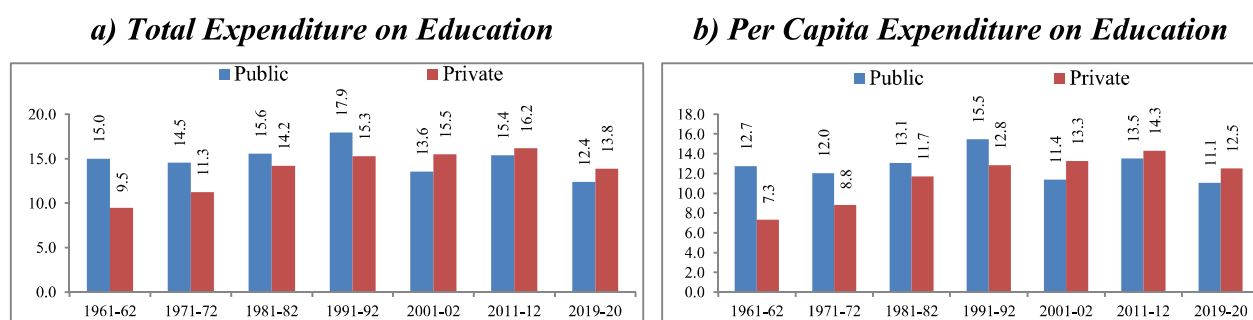 a) Total Expenditure on Education
Public Private
20.0
15.0
10.0
5.0
0.0
15.0 9.5 14.5 11.3 15.6 14.2 17.9 15.3 13.6 15.5 15.4 16.2 12.4 13.8
1961-62 1971-72 1981-82 1991-92 2001-02 2011-12 2019-20
b) Per Capita Expenditure on Education
Public Private
18.0
16.0
14.0
12.0
10.0
8.0
6.0
4.0
2.0
0.0
12.7 7.3 12.0 8.8 13.1 11.7 15.5 12.8 11.4 13.3 13.5 14.3 11.1 12.5
1961-62 1971-72 1981-82 1991-92 2001-02 2011-12 2019-20